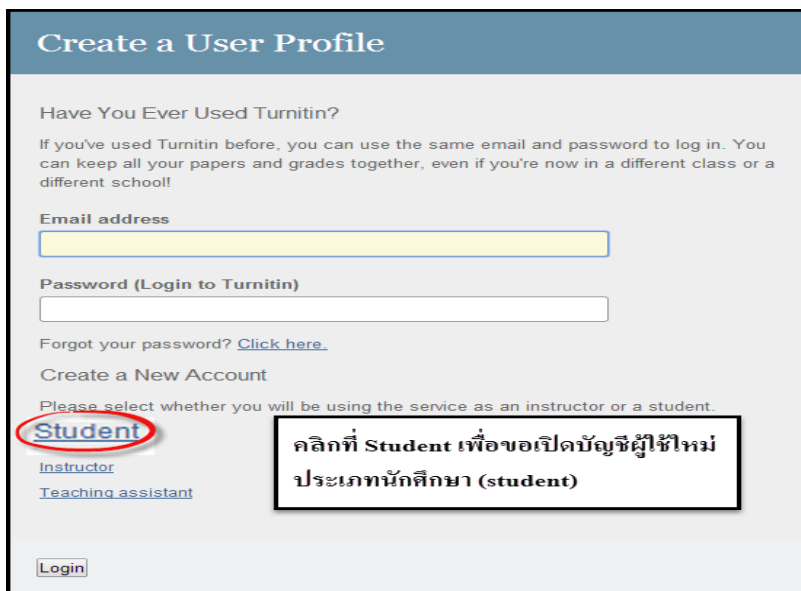 Create a User Profile
Have You Ever Used Turnitin?
If you've used Turnitin before, you can use the same email and password to log in. You
can keep all your papers and grades together, even if you're now in a different class or a
different school!
Email address
Password (Login to Turnitin)
Forgot your password? Click here.
Create a New Account
Please select whether you will be using the service as an instructor or a student.
Student
คลิกที่ Student เพื่อขอเปิดบัญชีผู้ใช้ใหม่
ประเภทนักศึกษา (student)
Instructor
Teaching assistant
Login